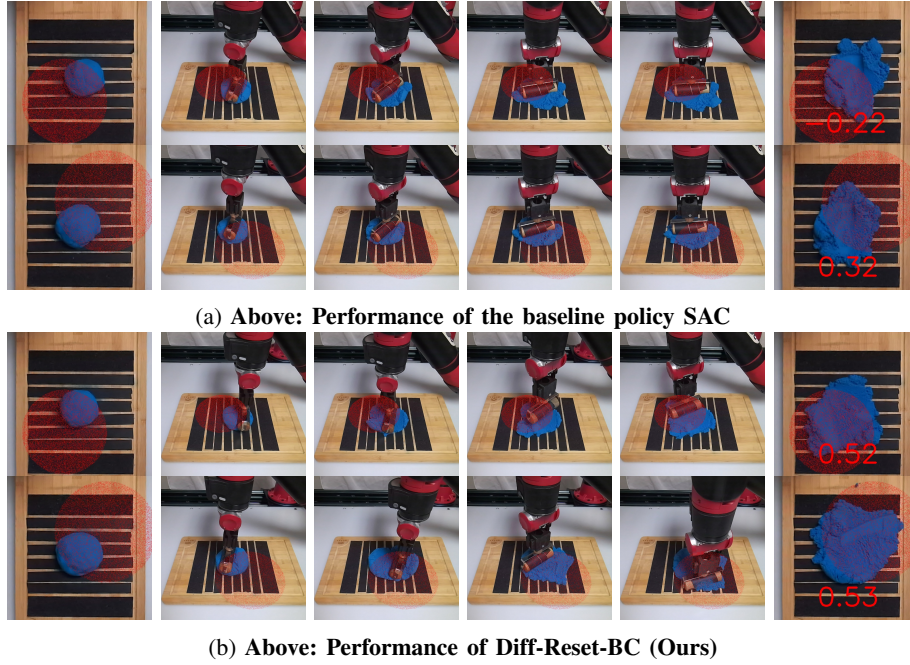 -0.22
0.32
(a) Above: Performance of the baseline policy SAC
0.52
0.53
(b) Above: Performance of Diff-Reset-BC (Ours)